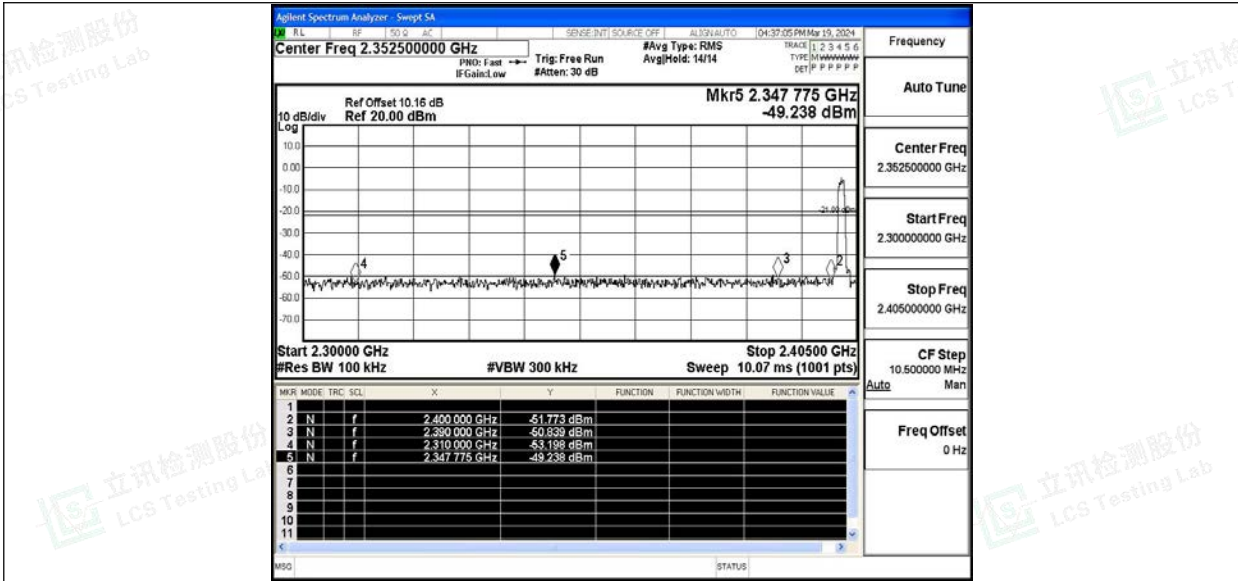 Agilent Spectrum Analyzer - Swept SA
RL RF 50 Ω AC SENSE:INT SOURCE OFF ALIGNAUTO 04:37:05 PM Mar 19, 2024
Center Freq 2.352500000 GHz
PNO: Fast
IFGain:Low
Trig: Free Run
#Atten: 30 dB
#Avg Type: RMS
Avg|Hold: 14/14
TRACE 1 2 3 4 5 6
TYPE MWWWWW
DET P P P P P P
Frequency
Auto Tune
Center Freq
2.352500000 GHz
Start Freq
2.300000000 GHz
Stop Freq
2.405000000 GHz
CF Step
10.500000 MHz
Auto Man
Freq Offset
0 Hz
Mkr5 2.347 775 GHz
-49.238 dBm
Ref Offset 10.16 dB
10 dB/div Ref 20.00 dBm
Log
10.0
0.00
-10.0
-20.0
-21.00 dBm
-30.0
-40.0
-50.0
-60.0
-70.0
4
5
3
2
Start 2.30000 GHz Stop 2.40500 GHz
#Res BW 100 kHz #VBW 300 kHz Sweep 10.07 ms (1001 pts)
MKR MODE TRC SCL X Y FUNCTION FUNCTION WIDTH FUNCTION VALUE
1
2 N f 2.400 000 GHz -51.773 dBm
3 N f 2.390 000 GHz -50.839 dBm
4 N f 2.310 000 GHz -53.198 dBm
5 N f 2.347 775 GHz -49.238 dBm
6
7
8
9
10
11
MSG STATUS
立讯检测股份
LCS Testing Lab
立讯检测股份
LCS Testing Lab